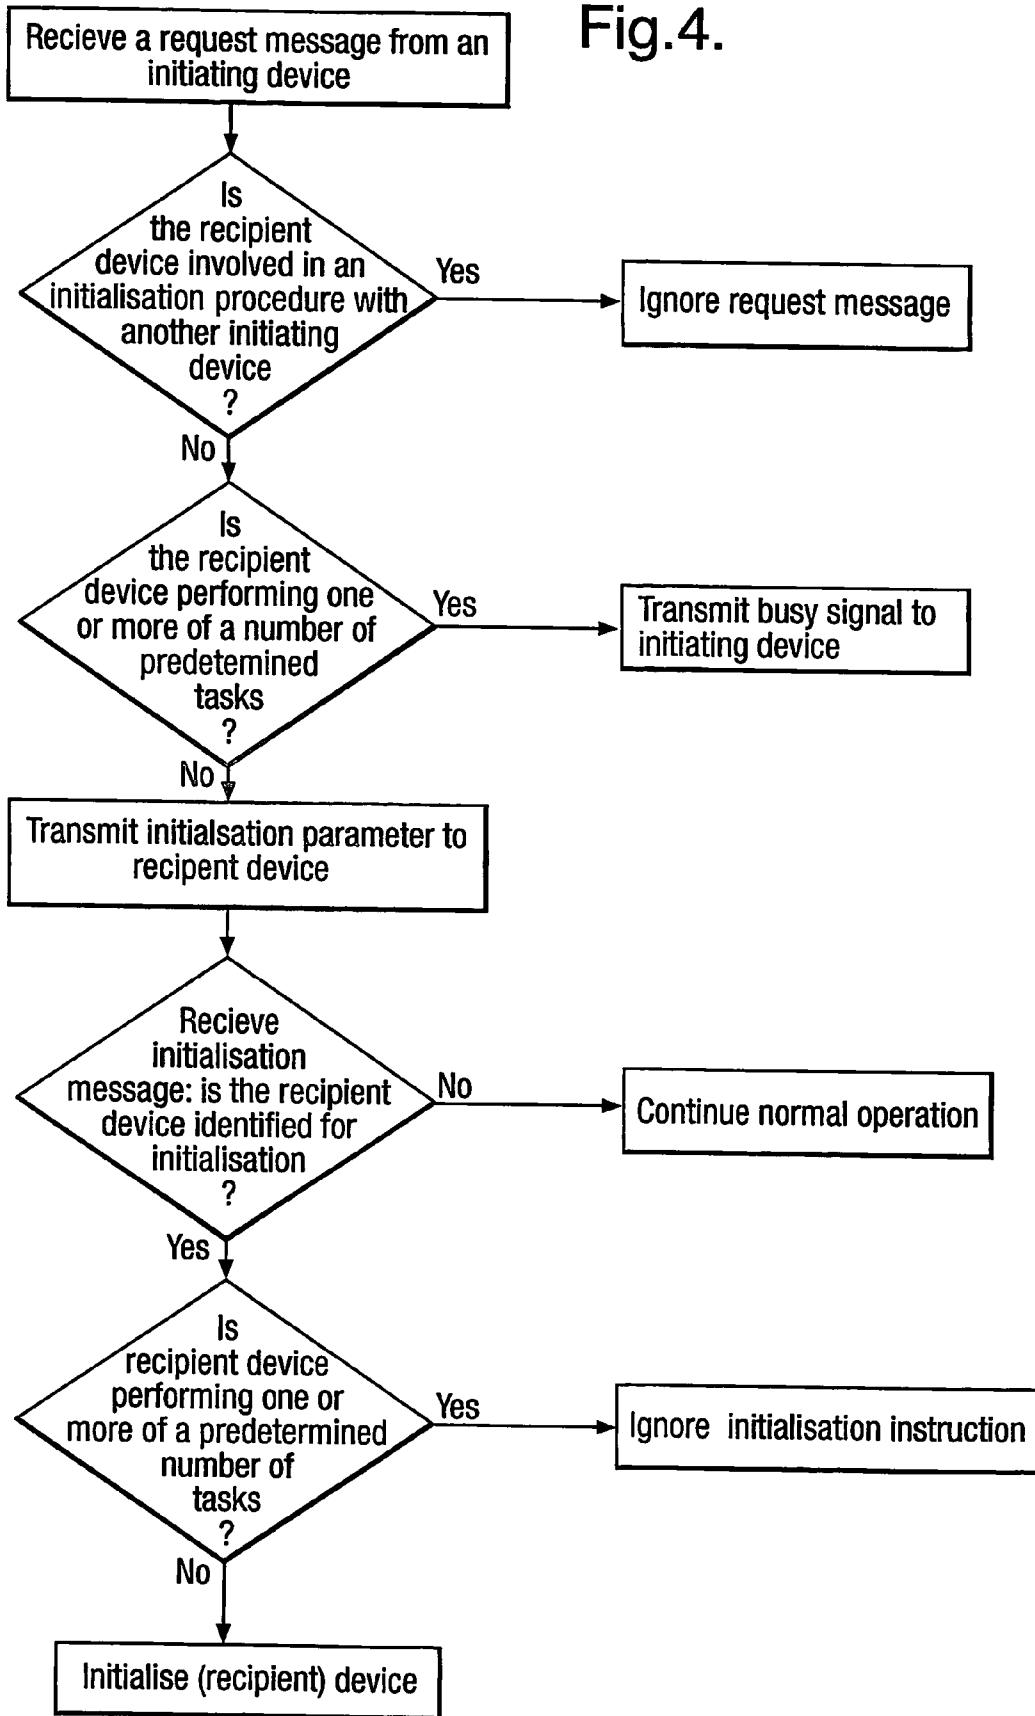 Fig.4.
Recieve a request message from an
initiating device
Is
the recipient
device involved in an
initialisation procedure with
another initiating
device
?
Yes
Ignore request message
No
Is
the recipient
device performing one
or more of a number of
predetemined
tasks
?
Yes
Transmit busy signal to
initiating device
No
Transmit initialsation parameter to
recipent device
Recieve
initialisation
message: is the recipient
device identified for
initialisation
?
No
Continue normal operation
Yes
Is
recipient device
performing one or
more of a predetermined
number of
tasks
?
Yes
Ignore initialisation instruction
No
Initialise (recipient) device